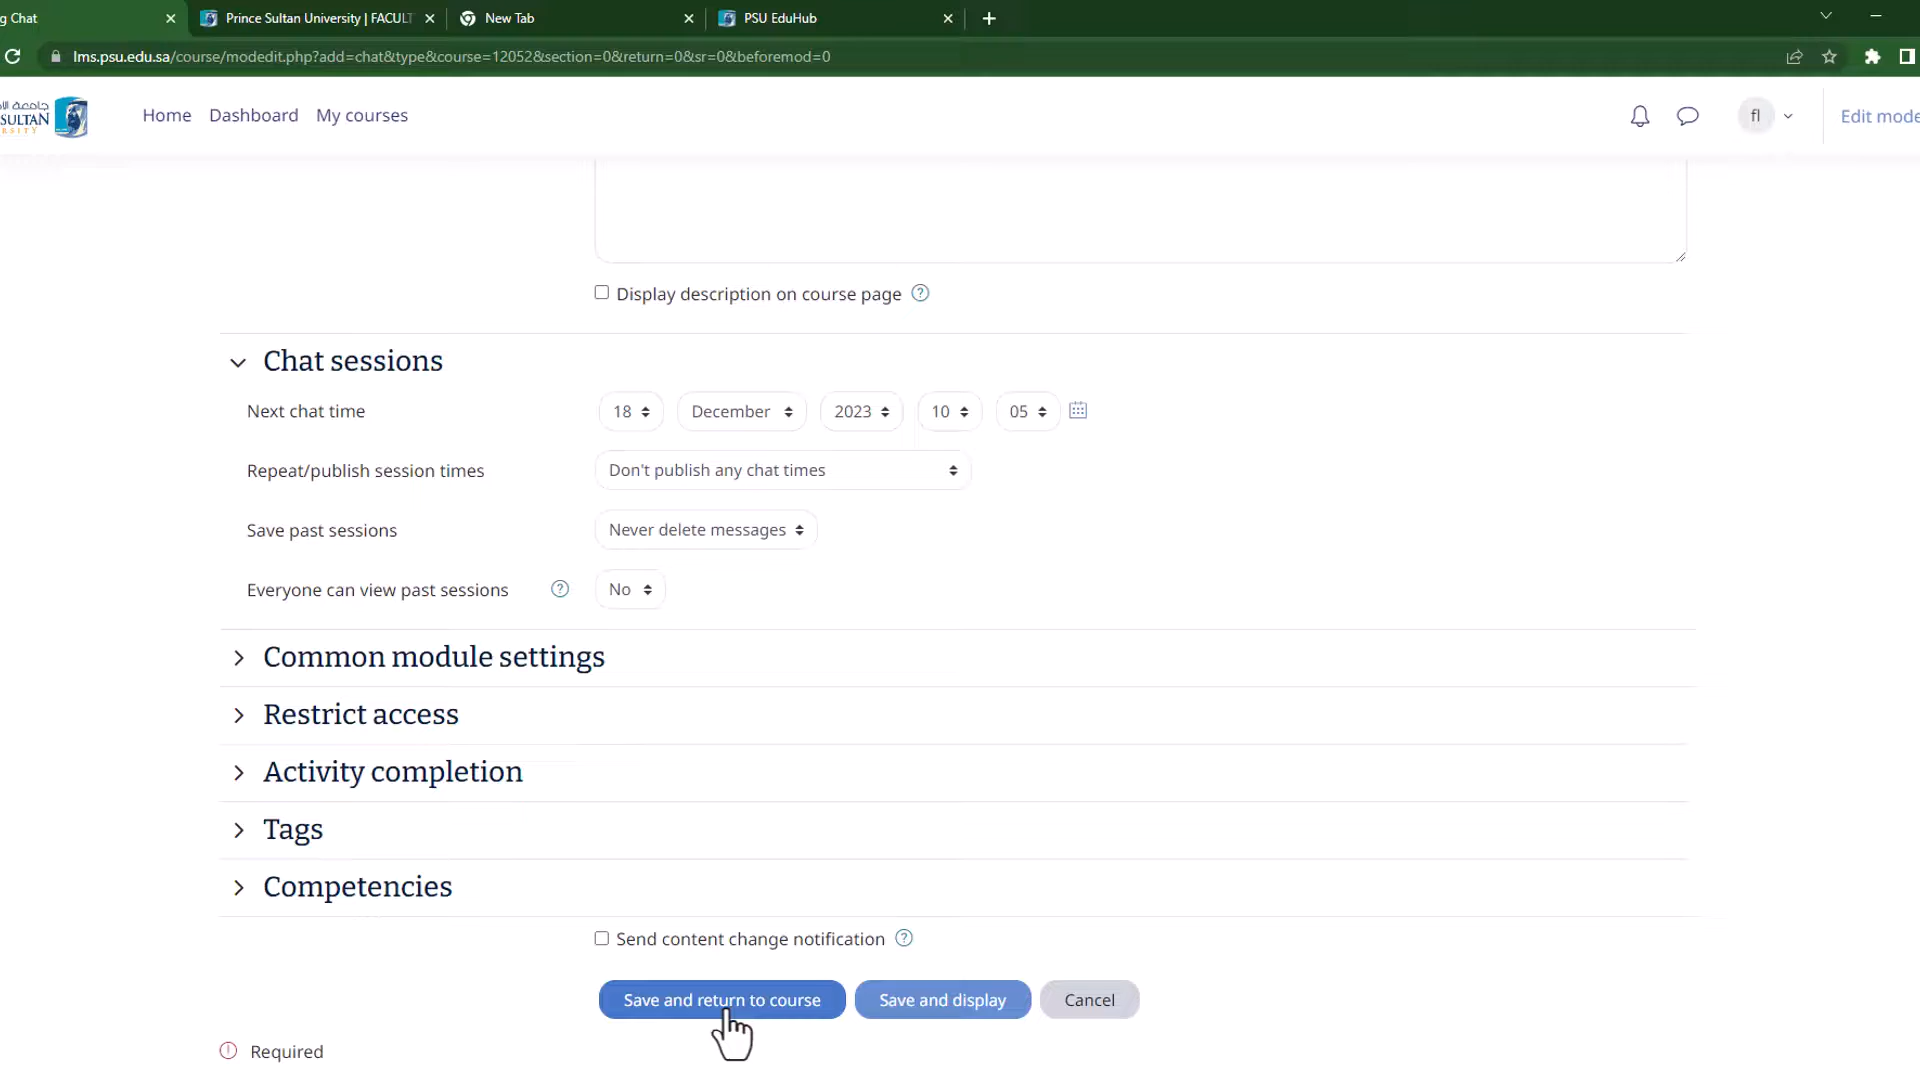 g Chat
Prince Sultan University | FACULT
New Tab
PSU EduHub
lms.psu.edu.sa/course/modedit.php?add=chat&type&course=12052&section=0&return=0&sr=0&beforemod=0
SULTAN
Home Dashboard My courses
fl
Edit mode
Display description on course page
Chat sessions
Next chat time 18 December 2023 10 05
Repeat/publish session times Don't publish any chat times
Save past sessions Never delete messages
Everyone can view past sessions No
Common module settings
Restrict access
Activity completion
Tags
Competencies
Send content change notification
Save and return to course Save and display Cancel
Required